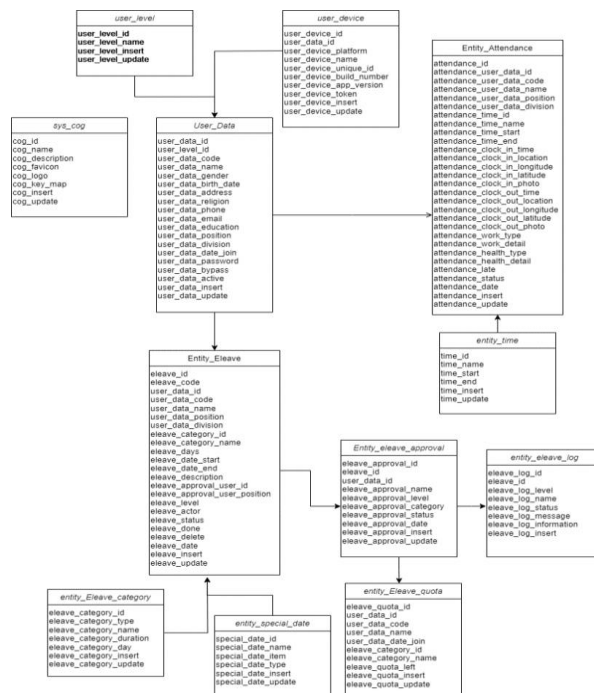 user_level
user_level_id
user_level_name
user_level_insert
user_level_update
user_device
user_device_id
user_data_id
user_device_platform
user_device_name
user_device_unique_id
user_device_build_number
user_device_app_version
user_device_token
user_device_insert
user_device_update
Entity_Attendance
attendance_id
attendance_user_data_id
attendance_user_data_code
attendance_user_data_name
attendance_user_data_position
attendance_user_data_division
attendance_time_id
attendance_time_name
attendance_time_start
attendance_time_end
attendance_clock_in_time
attendance_clock_in_location
attendance_clock_in_longitude
attendance_clock_in_latitude
attendance_clock_in_photo
attendance_clock_out_time
attendance_clock_out_location
attendance_clock_out_longitude
attendance_clock_out_latitude
attendance_clock_out_photo
attendance_work_type
attendance_work_detail
attendance_health_type
attendance_health_detail
attendance_late
attendance_status
attendance_date
attendance_insert
attendance_update
sys_cog
cog_id
cog_name
cog_description
cog_favicon
cog_logo
cog_key_map
cog_insert
cog_update
User_Data
user_data_id
user_level_id
user_data_code
user_data_name
user_data_gender
user_data_birth_date
user_data_address
user_data_religion
user_data_phone
user_data_email
user_data_education
user_data_position
user_data_division
user_data_date_join
user_data_password
user_data_bypass
user_data_active
user_data_insert
user_data_update
entity_time
time_id
time_name
time_start
time_end
time_insert
time_update
Entity_Eleave
eleave_id
eleave_code
user_data_id
user_data_code
user_data_name
user_data_position
user_data_division
eleave_category_id
eleave_category_name
eleave_days
eleave_date_start
eleave_date_end
eleave_description
eleave_approval_user_id
eleave_approval_user_position
eleave_level
eleave_actor
eleave_status
eleave_done
eleave_delete
eleave_date
eleave_insert
eleave_update
Entity_eleave_approval
eleave_approval_id
eleave_id
user_data_id
eleave_approval_name
eleave_approval_level
eleave_approval_category
eleave_approval_status
eleave_approval_date
eleave_approval_insert
eleave_approval_update
entity_eleave_log
eleave_log_id
eleave_id
eleave_log_level
eleave_log_name
eleave_log_status
eleave_log_message
eleave_log_information
eleave_log_insert
entity_Eleave_category
eleave_category_id
eleave_category_type
eleave_category_name
eleave_category_duration
eleave_category_day
eleave_category_insert
eleave_category_update
entity_special_date
special_date_id
special_date_name
special_date_item
special_date_type
special_date_insert
special_date_update
entity_Eleave_quota
eleave_quota_id
user_data_id
user_data_code
user_data_name
user_data_date_join
eleave_category_id
eleave_category_name
eleave_quota_left
eleave_quota_insert
eleave_quota_update